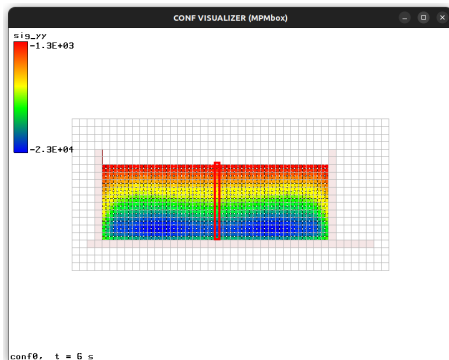 CONF VISUALIZER (MPMbox)
sig_yy
-1.3E+03
-2.3E+04
conf0, t = 6 s